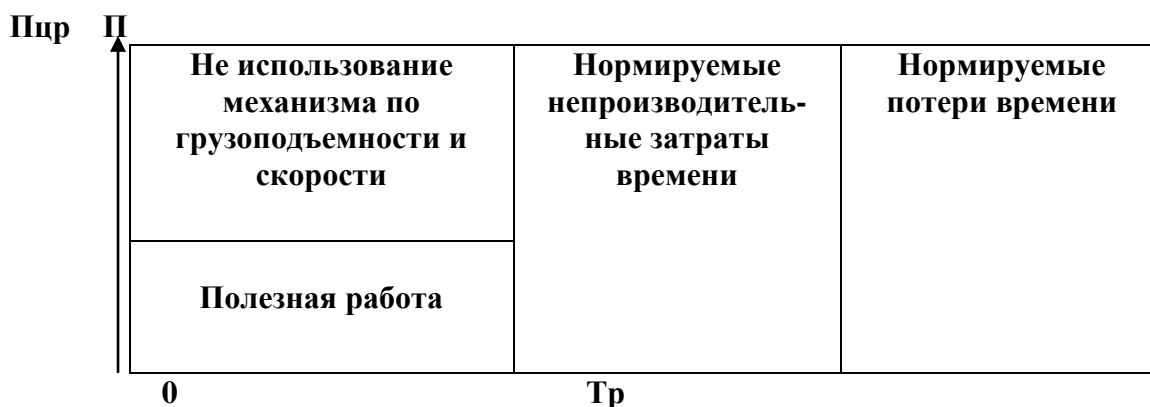 Пцр П
Не использование
механизма по
грузоподъемности и
скорости
Нормируемые
непроизводитель-
ные затраты
времени
Нормируемые
потери времени
Полезная работа
0 Тр